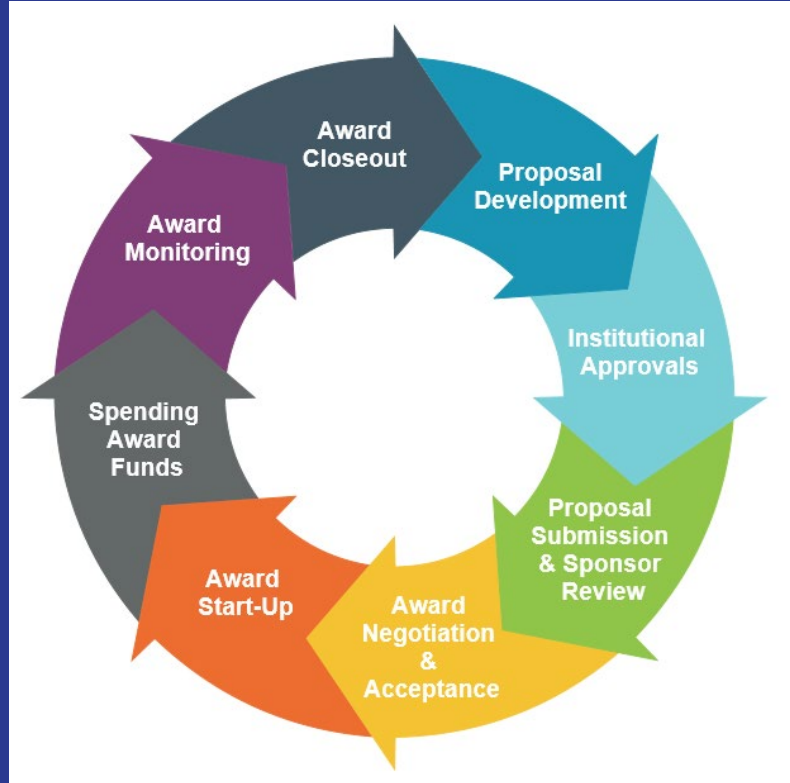 Award
Closeout
Proposal
Development
Institutional
Approvals
Proposal
Submission
& Sponsor
Review
Award
Negotiation
&
Acceptance
Award
Start-Up
Spending
Award
Funds
Award
Monitoring